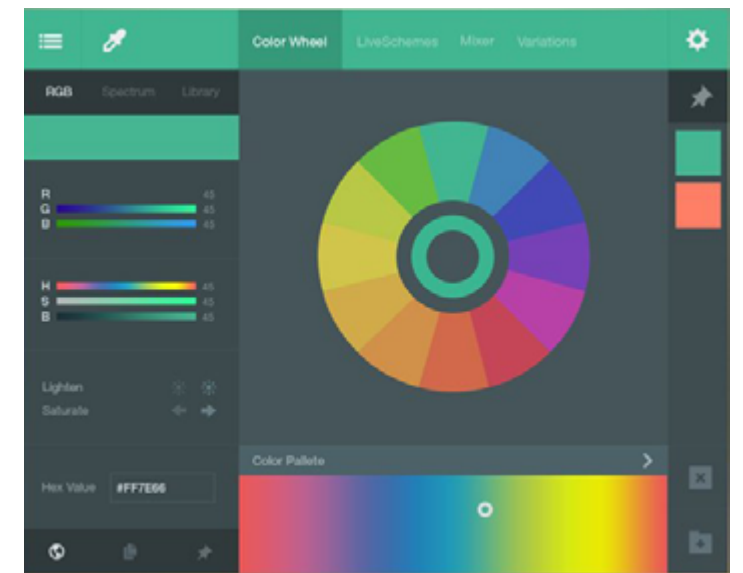 Color Wheel LiveSchemes Mixer Variations
RGB Spectrum Library
R 45
G 45
B 45
H 45
S 45
B 45
Lighten
Saturate
Color Pallete
Hex Value #FF7E66